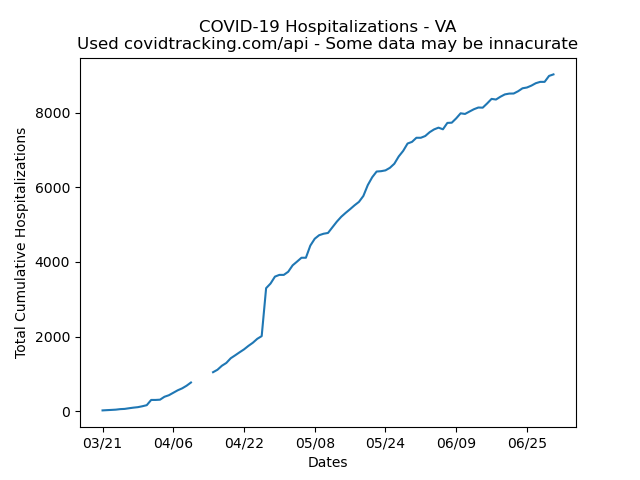 COVID-19 Hospitalizations - VA
Used covidtracking.com/api - Some data may be innacurate
Total Cumulative Hospitalizations
8000
6000
4000
2000
0
03/21 04/06 04/22 05/08 05/24 06/09 06/25
Dates